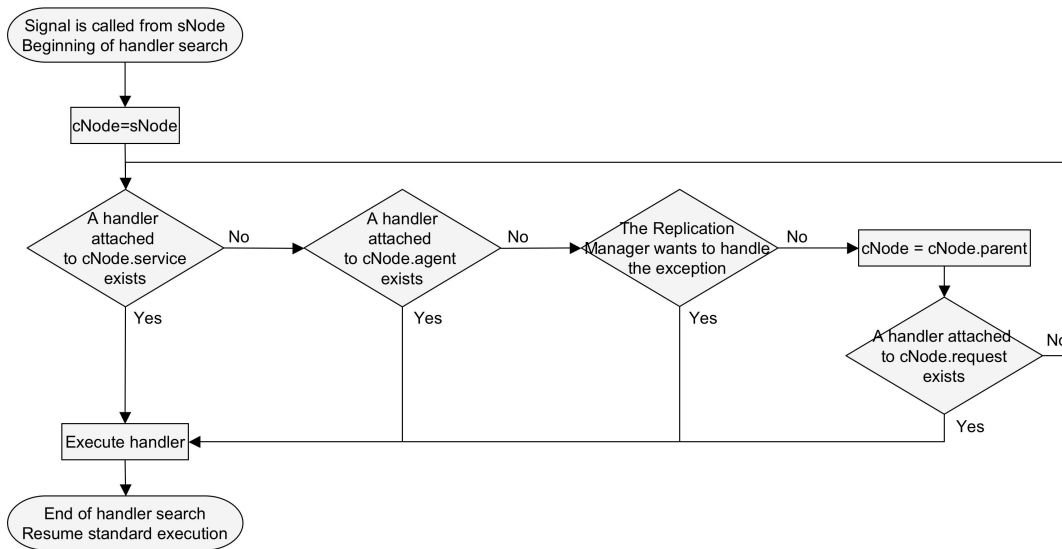 Signal is called from sNode
Beginning of handler search
cNode=sNode
A handler
attached
to cNode.service
exists
No
A handler
attached
to cNode.agent
exists
No
The Replication
Manager wants to handle
the exception
No
cNode = cNode.parent
Yes
Yes
Yes
A handler attached
to cNode.request
exists
No
Yes
Execute handler
End of handler search
Resume standard execution